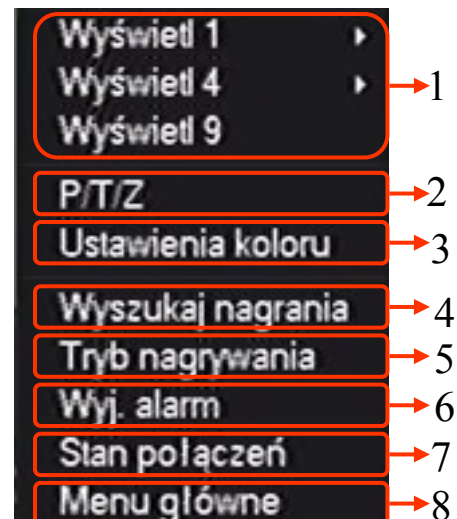 Wyświetl 1
Wyświetl 4
Wyświetl 9
1
P/T/Z
2
Ustawienia koloru
3
Wyszukaj nagrania
4
Tryb nagrywania
5
Wyj. alarm
6
Stan połączeń
7
Menu główne
8